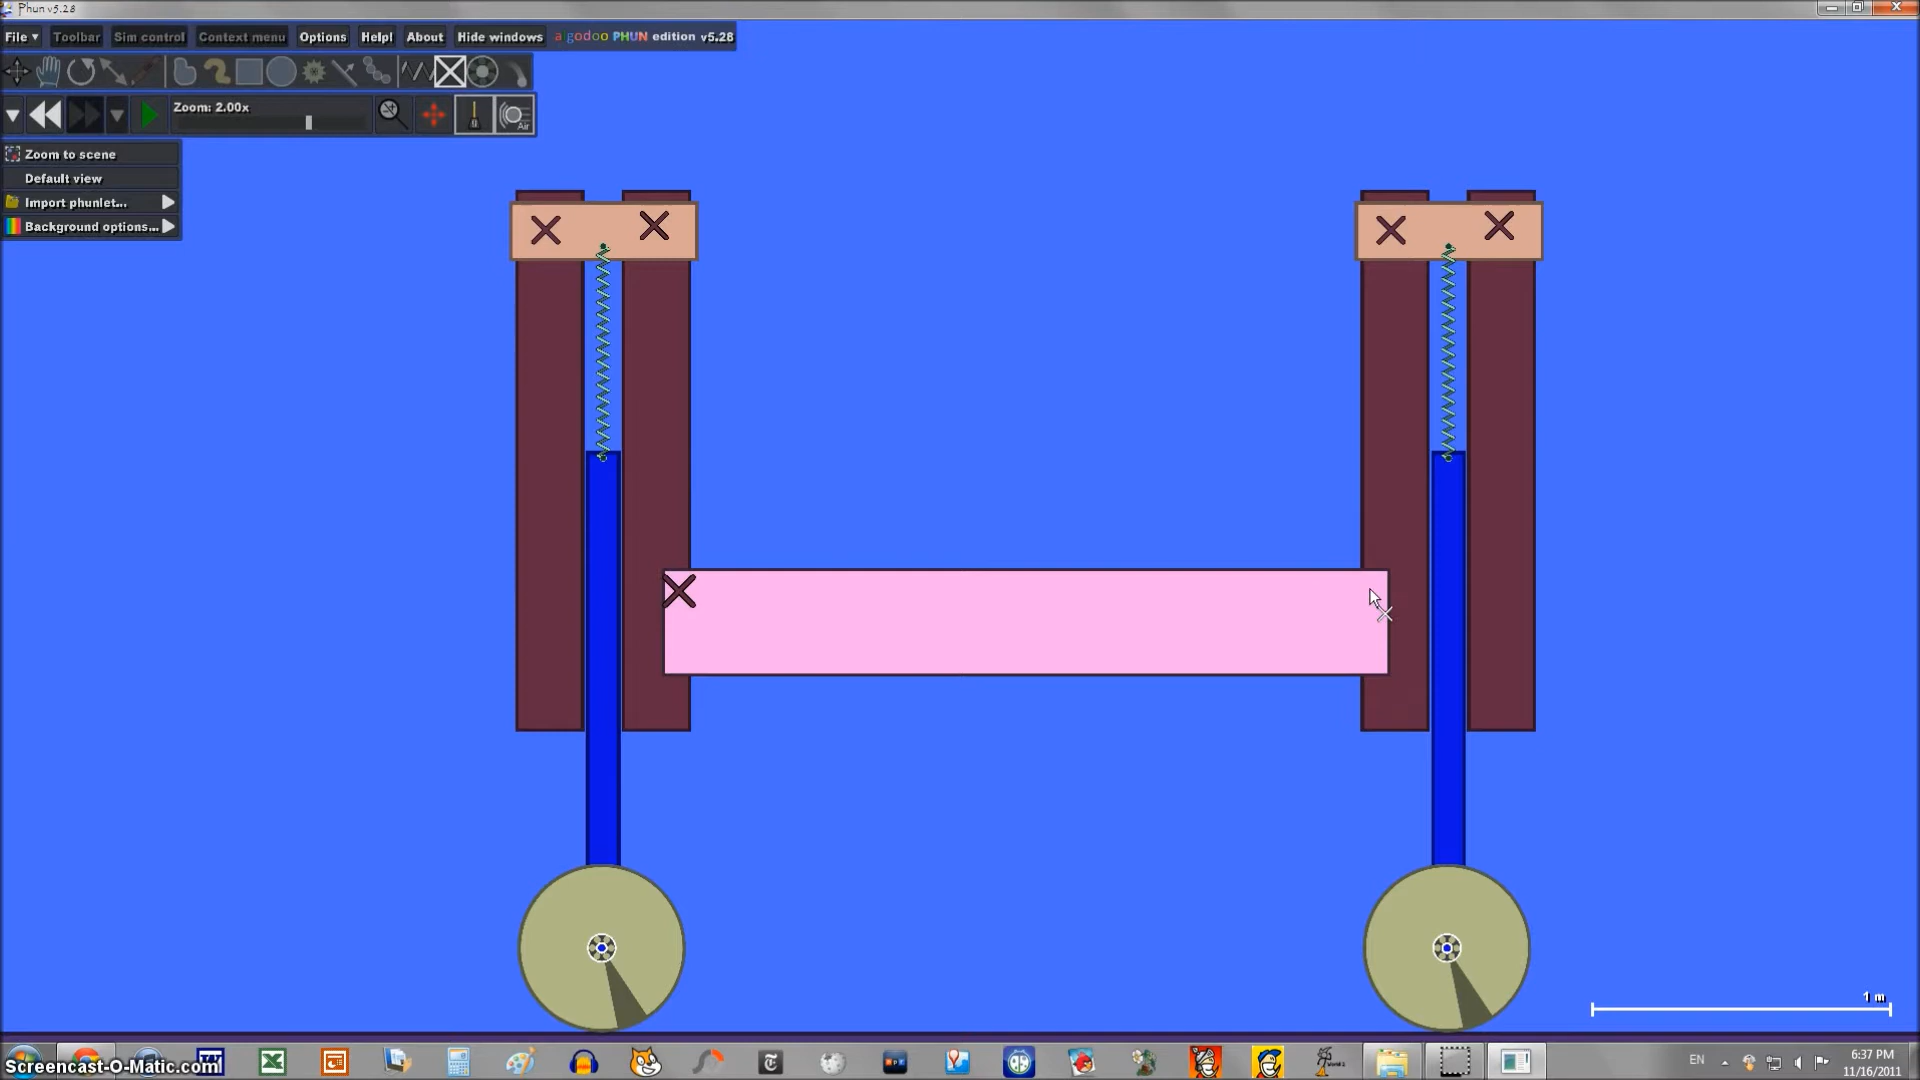 Phun v5.28
File Toolbar Sim control Context menu Options Help! About Hide windows a godoo PHUN edition v5.28
Zoom: 2.00x
Air
Zoom to scene
Default view
Import phunlet...
Background options...
1 m
EN
6:37 PM
11/16/2011
Screencast-O-Matic.com